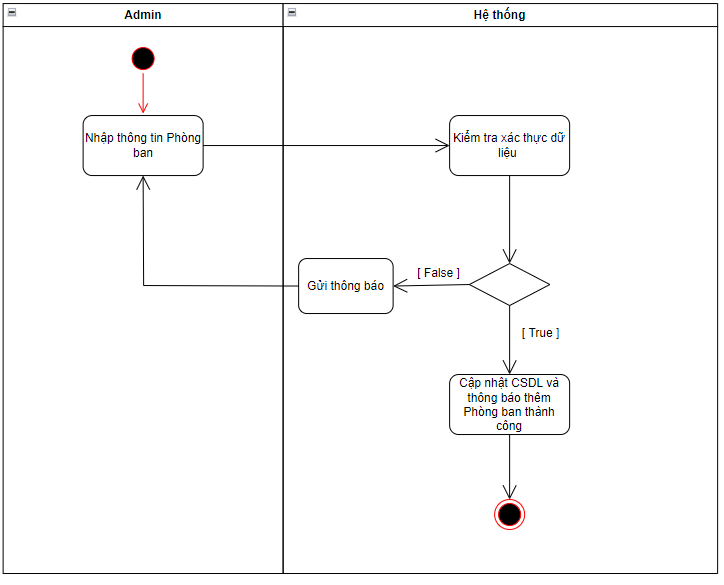 Admin
Hệ thống
Nhập thông tin Phòng
ban
Kiểm tra xác thực dữ
liệu
Gửi thông báo
[ False ]
[ True ]
Cập nhật CSDL và
thông báo thêm
Phòng ban thành
công